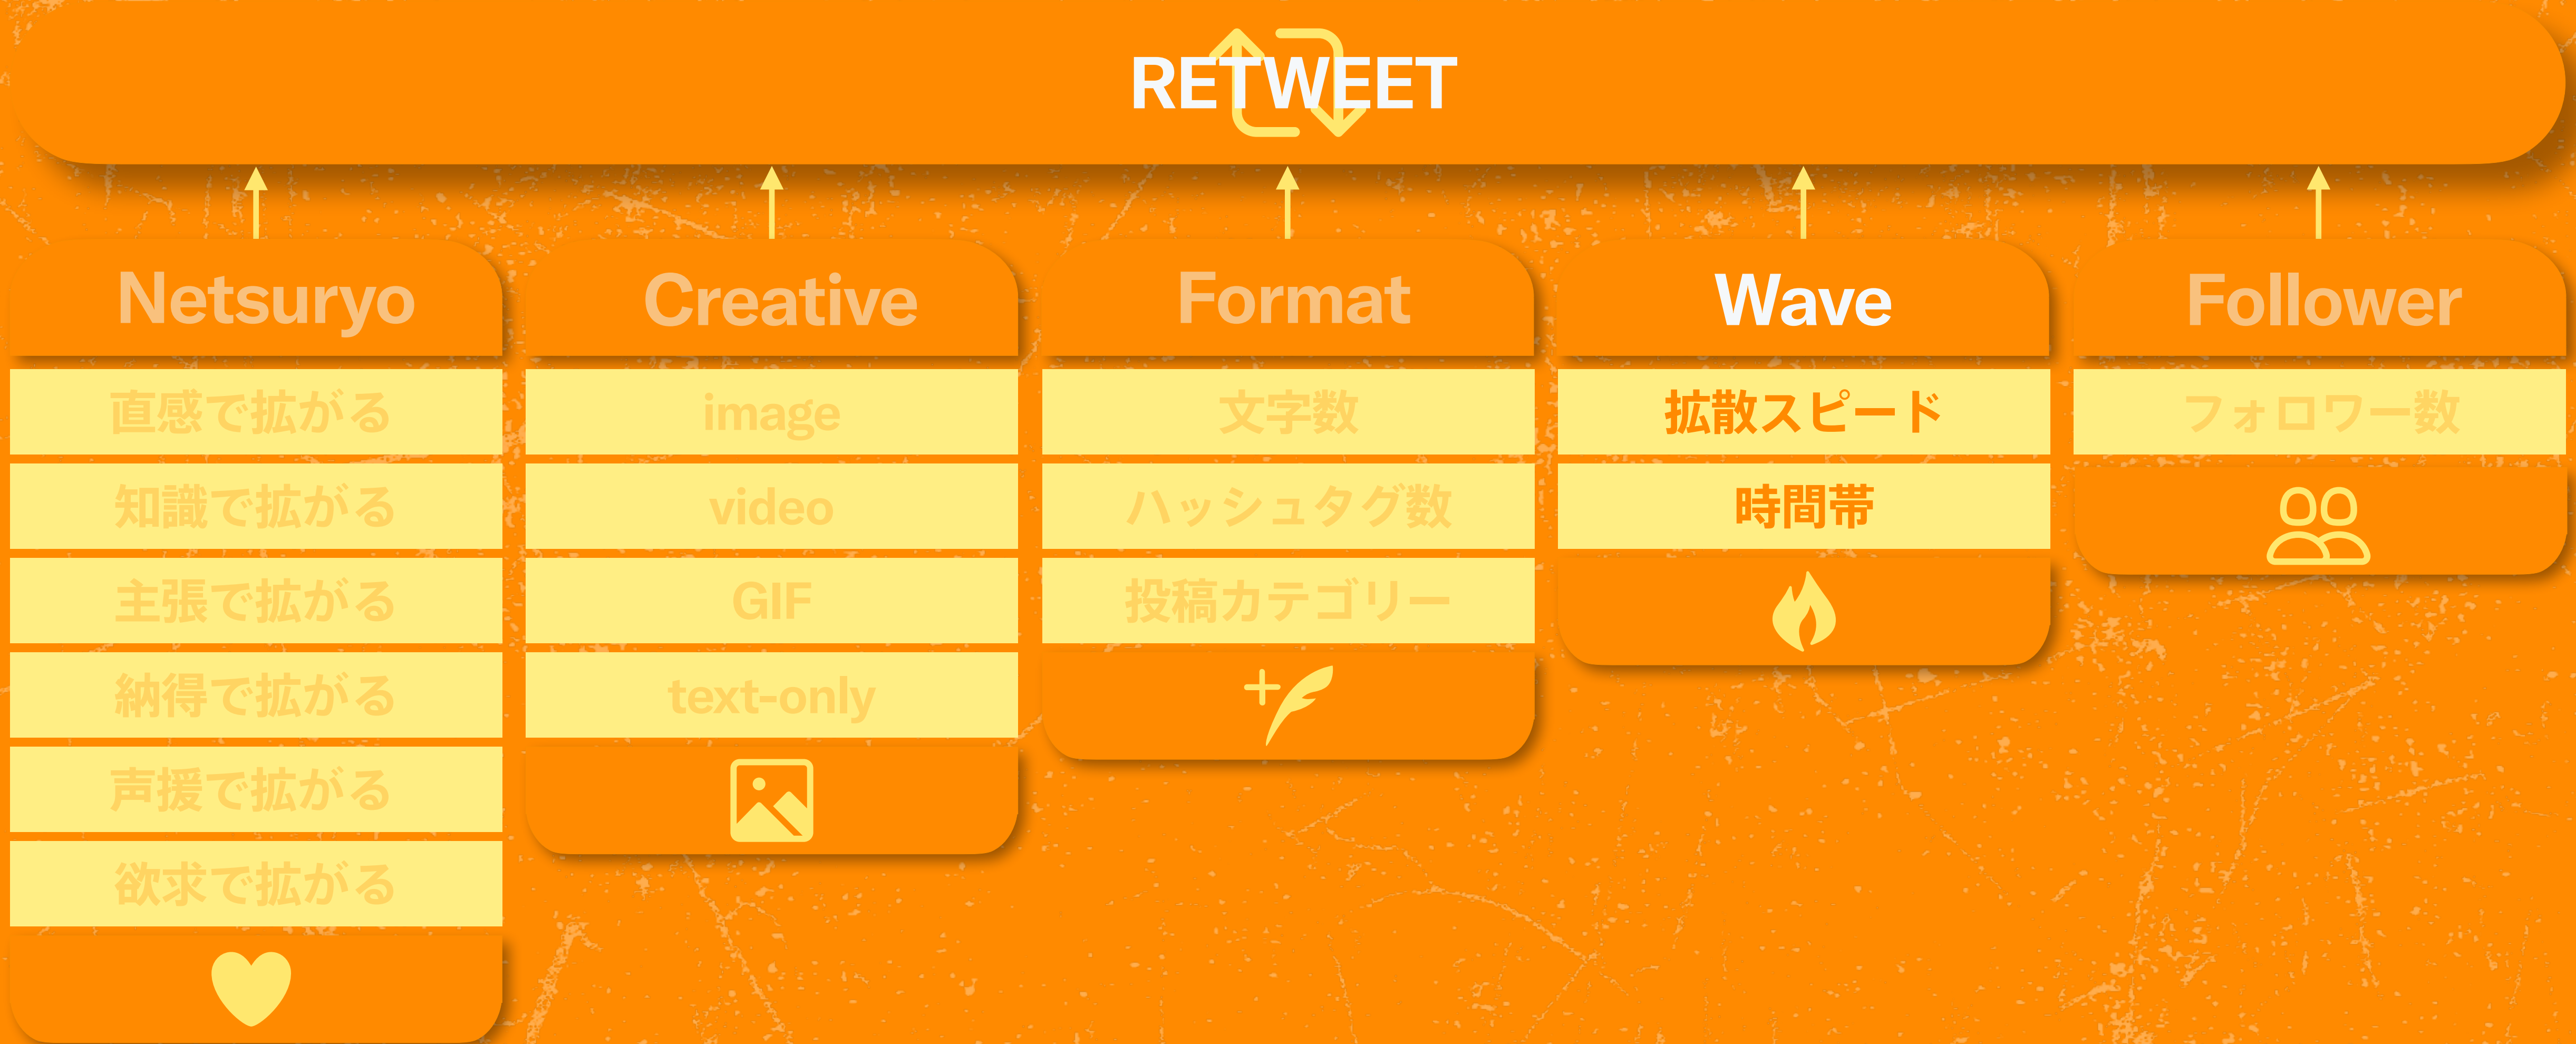 RETWEET
Netsuryo
直感で拡がる
知識で拡がる
主張で拡がる
納得で拡がる
声援で拡がる
欲求で拡がる
Creative
image
video
GIF
text-only
Format
文字数
ハッシュタグ数
投稿カテゴリー
Wave
拡散スピード
時間帯
Follower
フォロワー数